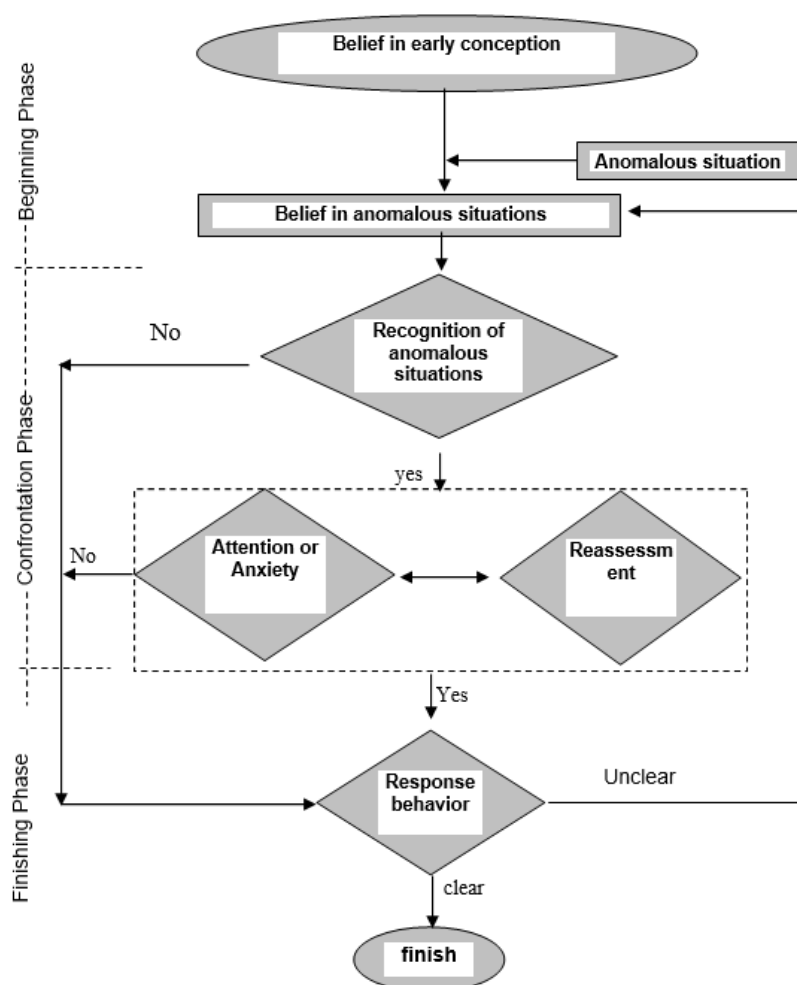 Belief in early conception
Beginning Phase
Anomalous situation
Belief in anomalous situations
No
Recognition of
anomalous
situations
Confrontation Phase
yes
No
Attention or
Anxiety
Reassessm
ent
Yes
Finishing Phase
Response
behavior
Unclear
clear
finish